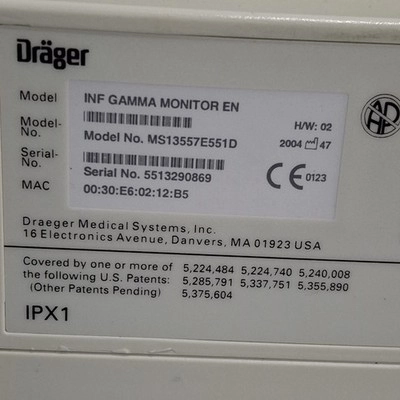 Dräger
Model INF GAMMA MONITOR EN
H/W: 02
Model-No. Model No. MS13557E551D
2004 47
Serial-No. Serial No. 5513290869
CE 0123
MAC 00:30:E6:02:12:B5
Draeger Medical Systems, Inc.
16 Electronics Avenue, Danvers, MA 01923 USA
Covered by one or more of 5,224,484 5,224,740 5,240,008
the following U.S. Patents: 5,285,791 5,337,751 5,355,890
(Other Patents Pending) 5,375,604
IPX1